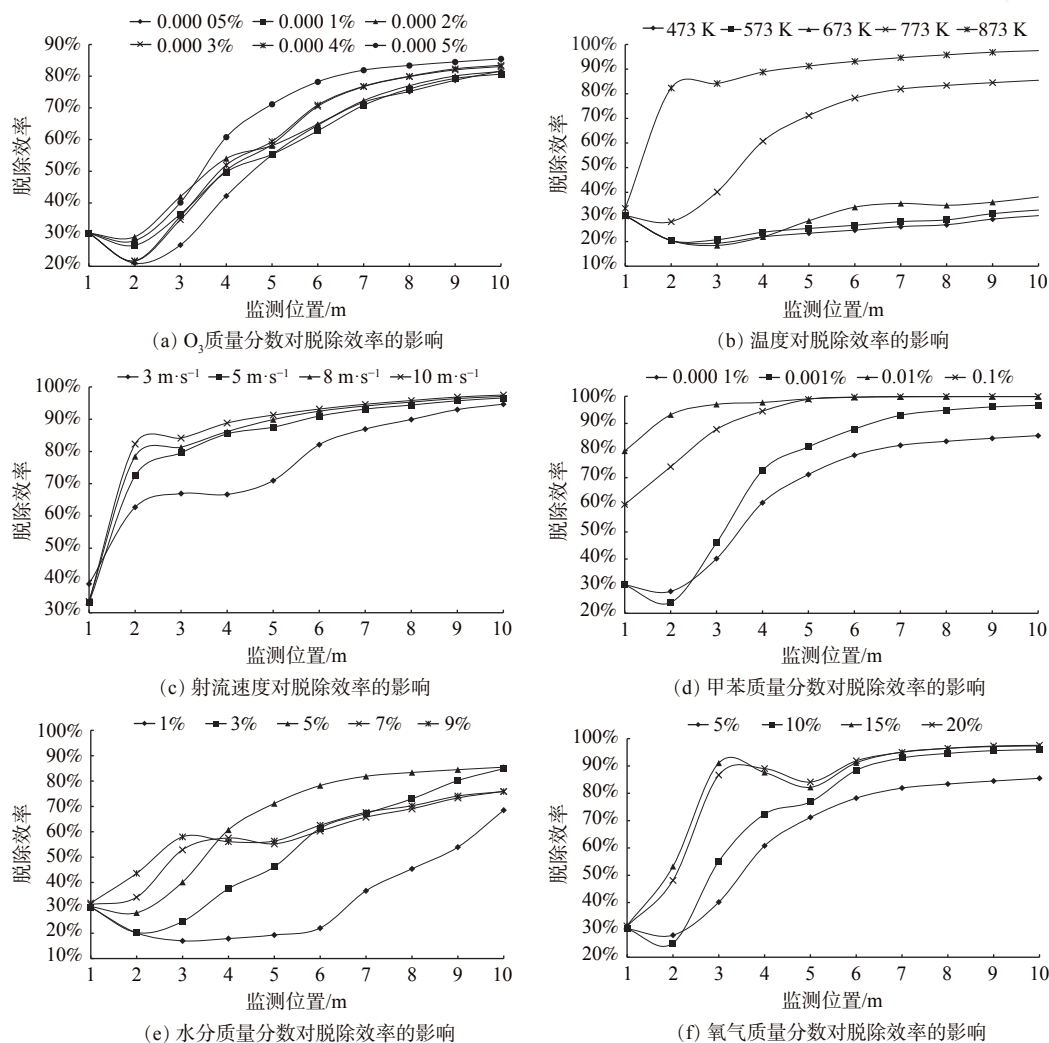 0.000 05% 0.000 1% 0.000 2%
0.000 3% 0.000 4% 0.000 5%
90%
80%
70%
60%
50%
40%
30%
20%
脱除效率
1 2 3 4 5 6 7 8 9 10
监测位置/m
(a) O₃质量分数对脱除效率的影响
473 K 573 K 673 K 773 K 873 K
100%
90%
80%
70%
60%
50%
40%
30%
20%
10%
脱除效率
1 2 3 4 5 6 7 8 9 10
监测位置/m
(b) 温度对脱除效率的影响
3 m·s⁻¹ 5 m·s⁻¹ 8 m·s⁻¹ 10 m·s⁻¹
100%
90%
80%
70%
60%
50%
40%
30%
脱除效率
1 2 3 4 5 6 7 8 9 10
监测位置/m
(c) 射流速度对脱除效率的影响
0.000 1% 0.001% 0.01% 0.1%
100%
90%
80%
70%
60%
50%
40%
30%
20%
脱除效率
1 2 3 4 5 6 7 8 9 10
监测位置/m
(d) 甲苯质量分数对脱除效率的影响
1% 3% 5% 7% 9%
100%
90%
80%
70%
60%
50%
40%
30%
20%
10%
脱除效率
1 2 3 4 5 6 7 8 9 10
监测位置/m
(e) 水分质量分数对脱除效率的影响
5% 10% 15% 20%
100%
90%
80%
70%
60%
50%
40%
30%
20%
脱除效率
1 2 3 4 5 6 7 8 9 10
监测位置/m
(f) 氧气质量分数对脱除效率的影响